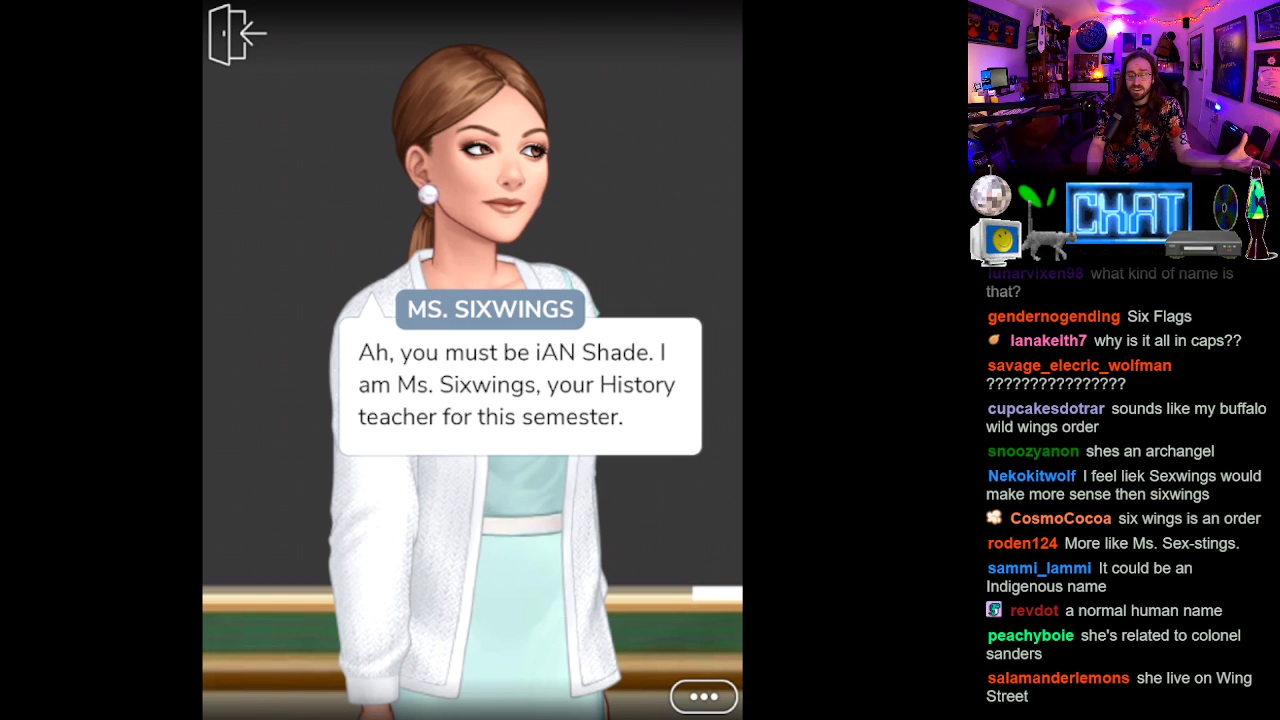 MS. SIXWINGS
Ah, you must be iAN Shade. I
am Ms. Sixwings, your History
teacher for this semester.
CHAT
lunarvixen98 what kind of name is
that?
gendernogending Six Flags
lanakeith7 why is it all in caps??
savage_elecric_wolfman
????????????????
cupcakesdotrar sounds like my buffalo
wild wings order
snoozyanon shes an archangel
Nekokitwolf I feel liek Sexwings would
make more sense then sixwings
CosmoCocoa six wings is an order
roden124 More like Ms. Sex-stings.
sammi_lammi It could be an
Indigenous name
revdot a normal human name
peachyboie she's related to colonel
sanders
salamanderlemons she live on Wing
Street